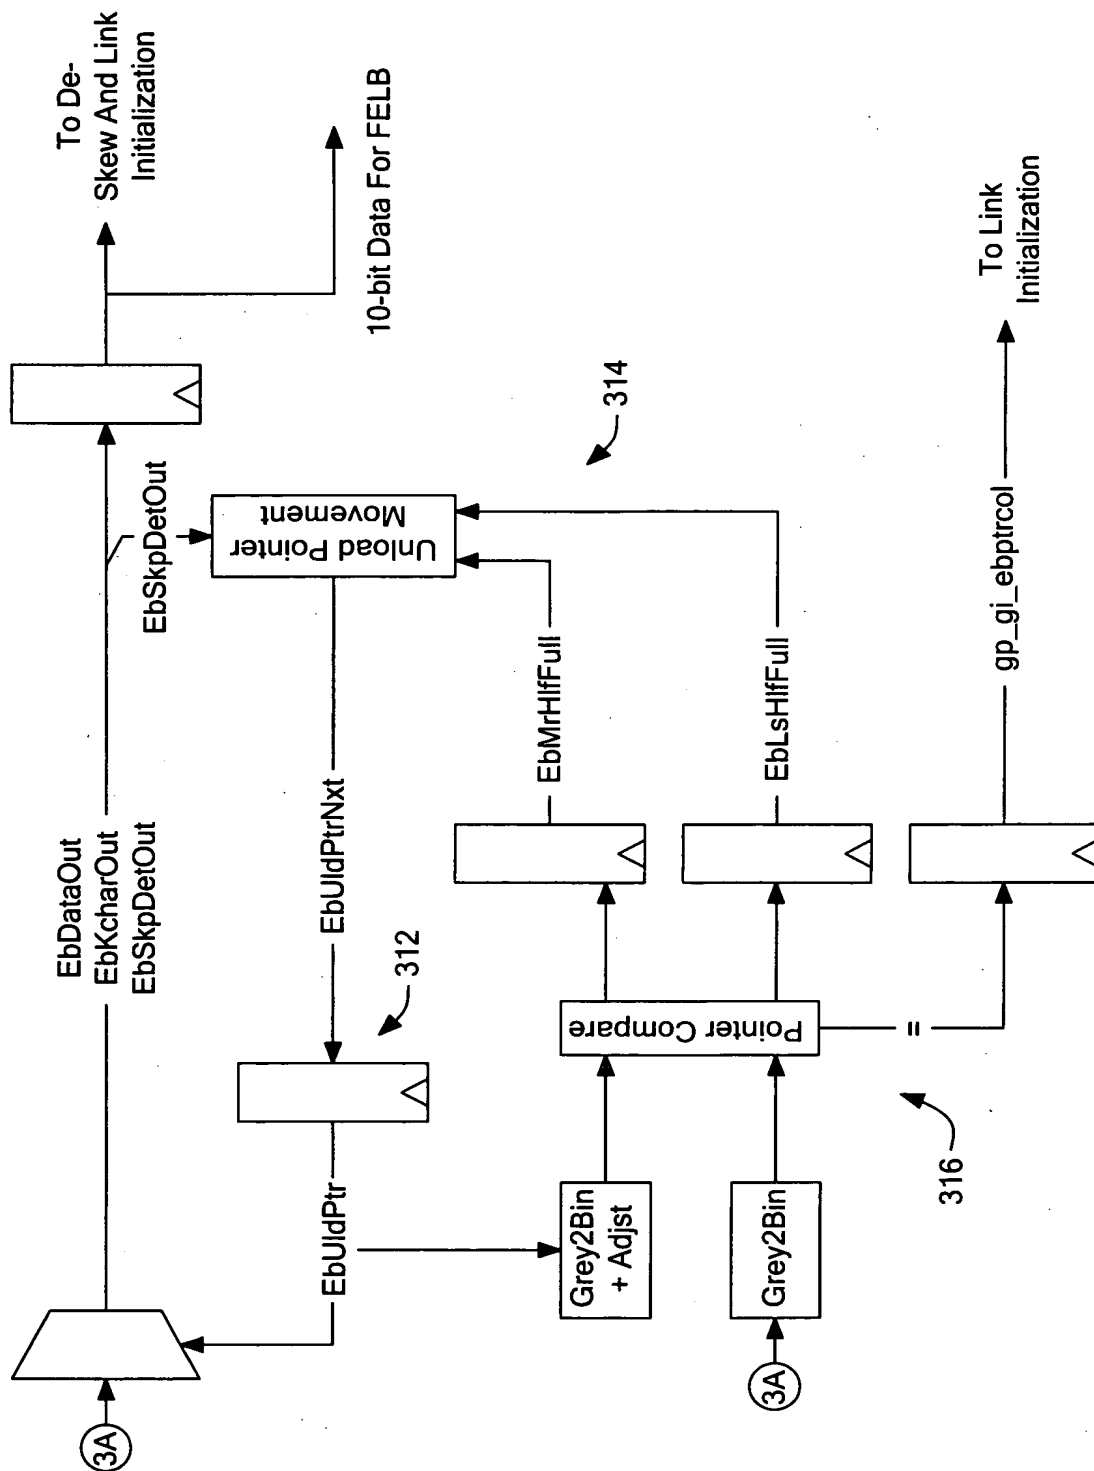 3A
EbDataOut
EbKcharOut
EbSkpDetOut
EbSkpDetOut
To De-
Skew And Link
Initialization
10-bit Data For FELB
EbUldPtr
312
EbUldPtrNxt
Unload Pointer
Movement
314
Grey2Bin
+ Adjst
3A
Grey2Bin
Pointer Compare
316
=
EbMrHlfFull
EbLsHlfFull
gp_gi_ebptrcol
To Link
Initialization